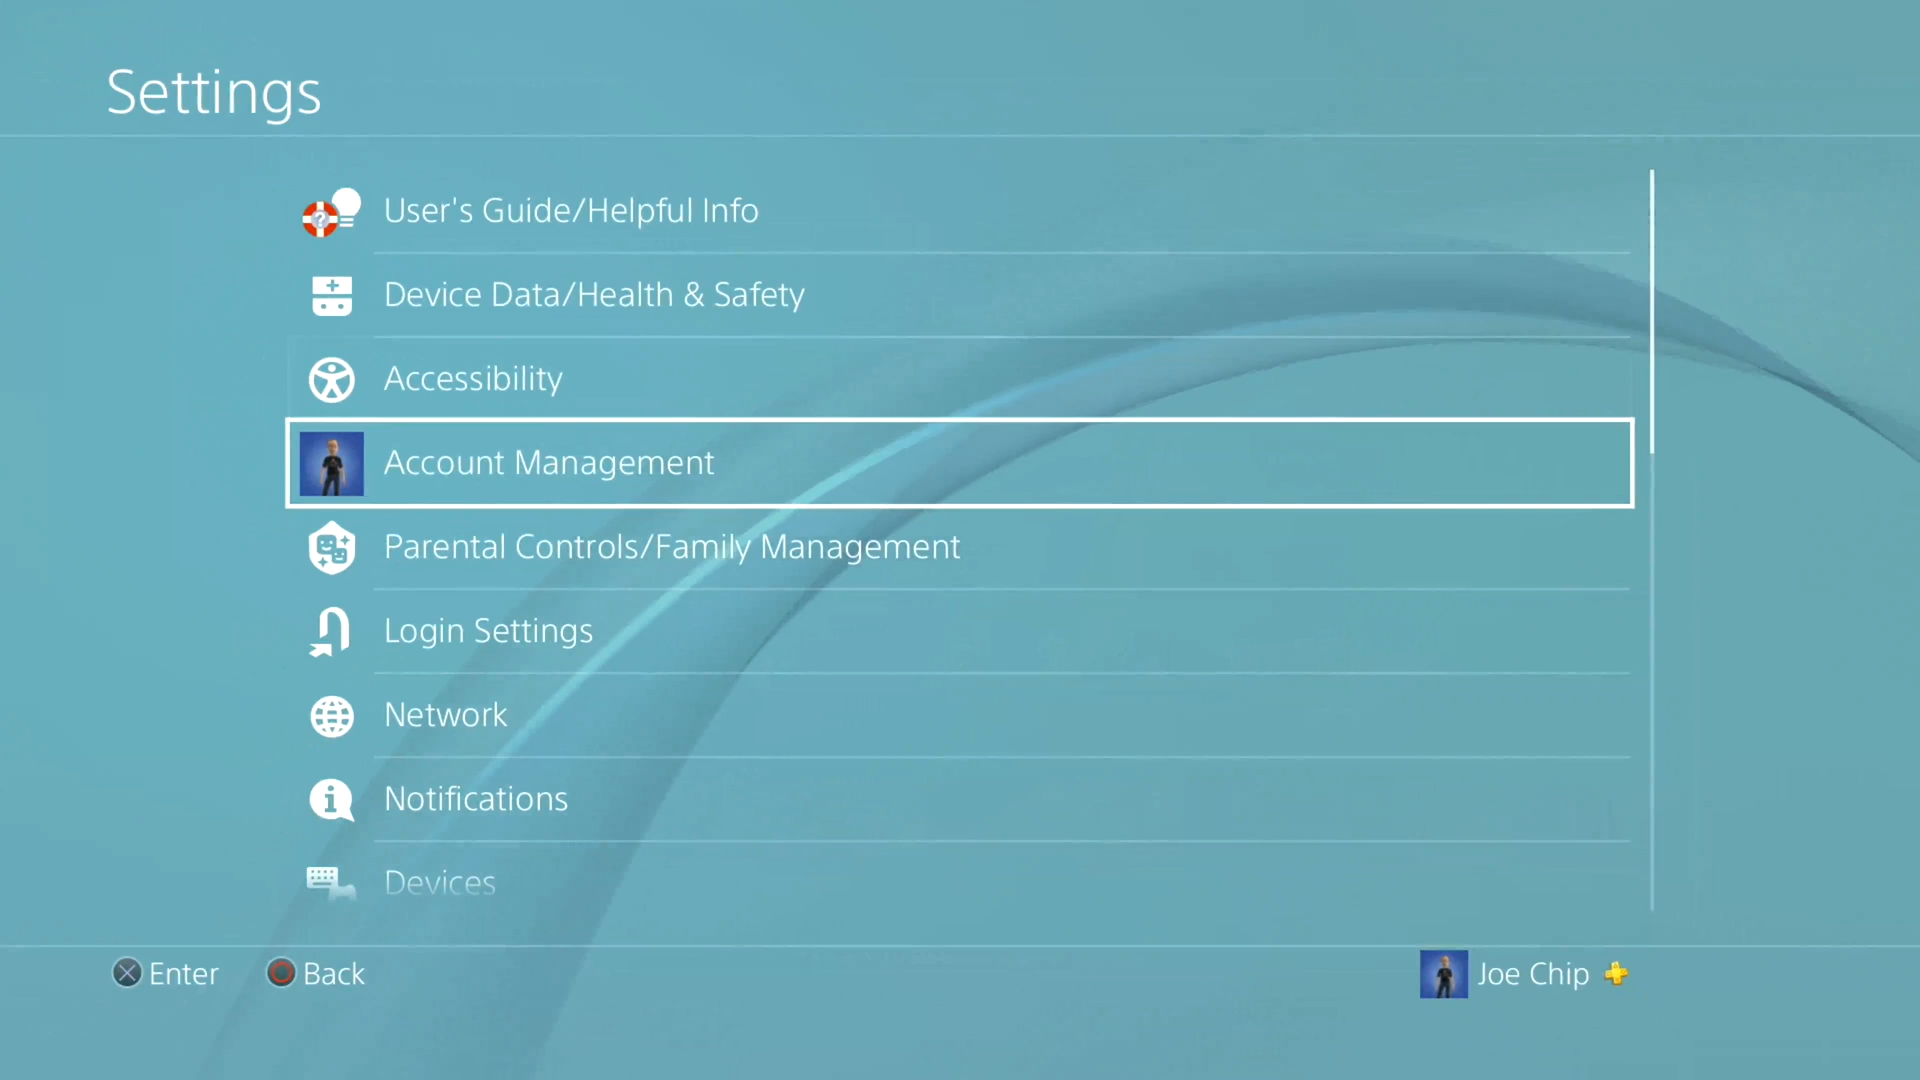 Settings
User's Guide/Helpful Info
Device Data/Health & Safety
Accessibility
Account Management
Parental Controls/Family Management
Login Settings
Network
Notifications
Devices
Enter Back
Joe Chip